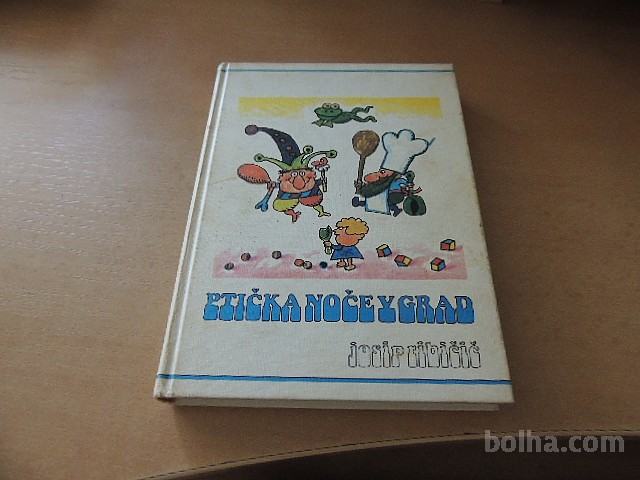 PTIČKA NOČE V GRAD
JOSIP RIBIČIČ
bolha.com